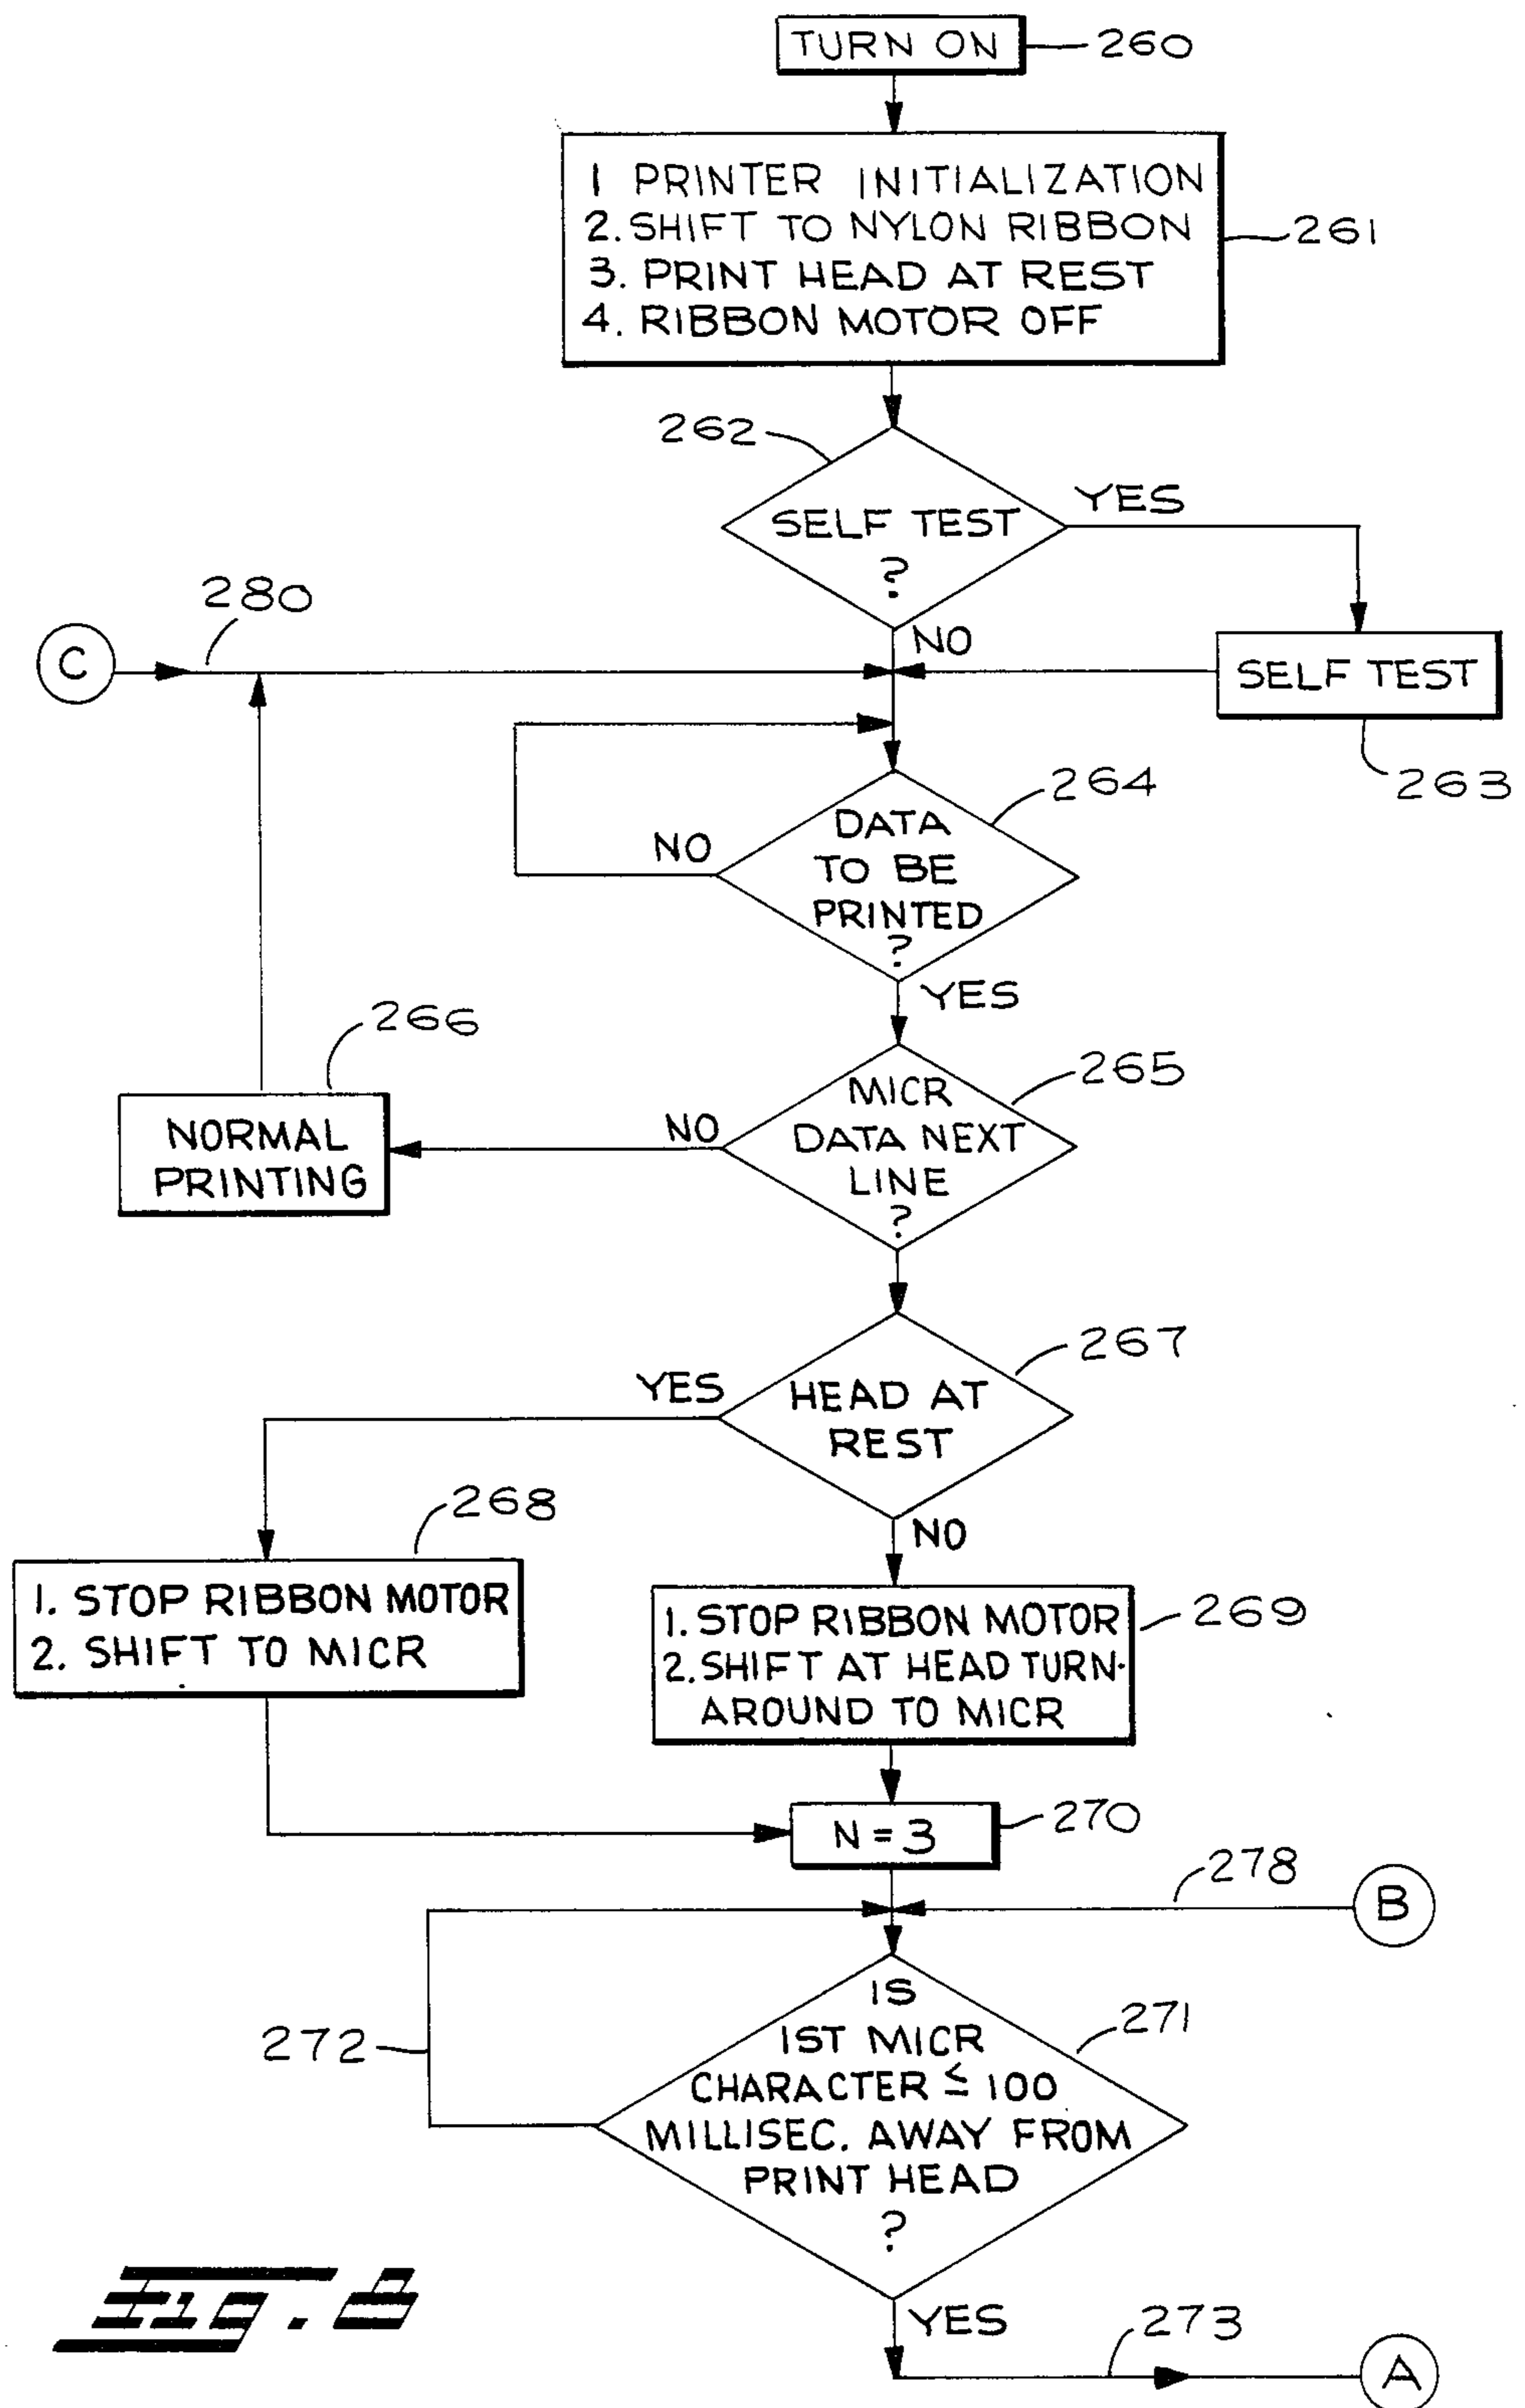 TURN ON
260
1 PRINTER INITIALIZATION
2. SHIFT TO NYLON RIBBON
3. PRINT HEAD AT REST
4. RIBBON MOTOR OFF
261
262
SELF TEST
?
YES
NO
280
C
SELF TEST
263
264
DATA
TO BE
PRINTED
?
NO
YES
265
MICR
DATA NEXT
LINE
?
NO
266
NORMAL
PRINTING
267
HEAD AT
REST
YES
NO
268
1. STOP RIBBON MOTOR
2. SHIFT TO MICR
269
1. STOP RIBBON MOTOR
2. SHIFT AT HEAD TURN-
AROUND TO MICR
N = 3
270
278
B
271
IS
1ST MICR
CHARACTER ≤ 100
MILLISEC. AWAY FROM
PRINT HEAD
?
272
YES
273
A
Fig. 8